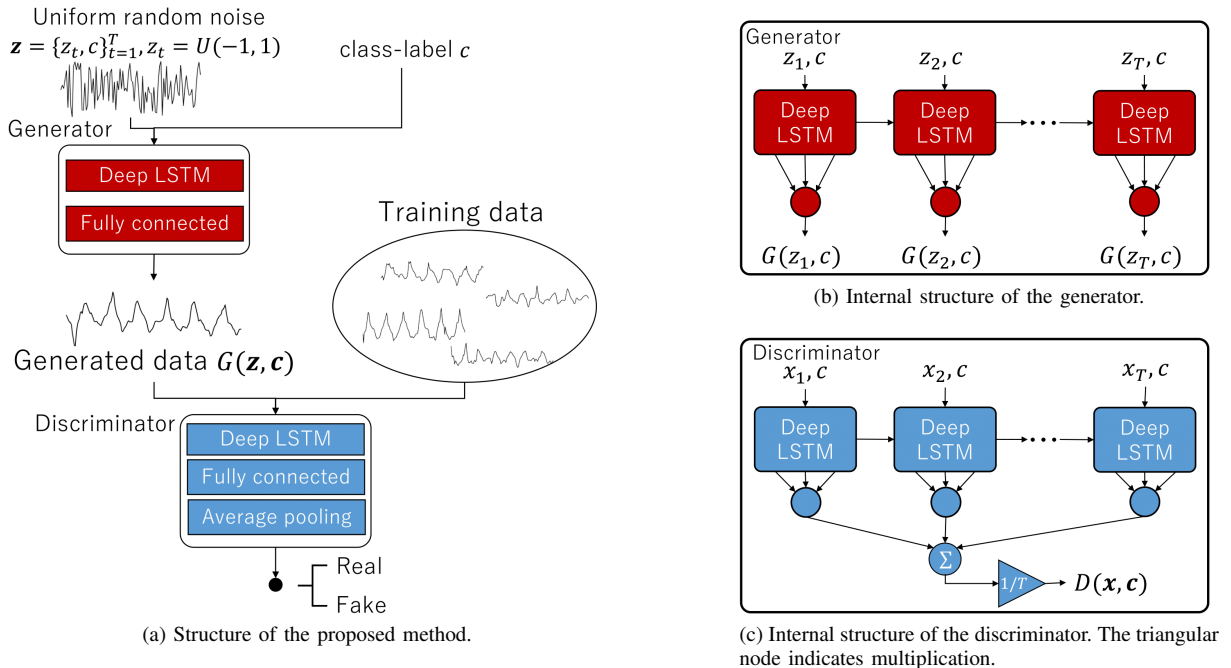 Uniform random noise
𝒛 = {z_t, c}_{t=1}^T, z_t = U(−1, 1)
class-label c
Generator
Deep LSTM
Fully connected
Training data
Generated data G(𝒛, 𝒄)
Discriminator
Deep LSTM
Fully connected
Average pooling
Real
Fake
(a) Structure of the proposed method.
Generator
z_1, c z_2, c z_T, c
Deep Deep Deep
LSTM LSTM ··· LSTM
G(z_1, c) G(z_2, c) G(z_T, c)
(b) Internal structure of the generator.
Discriminator
x_1, c x_2, c x_T, c
Deep Deep Deep
LSTM LSTM ··· LSTM
Σ
1/T D(𝒙, 𝒄)
(c) Internal structure of the discriminator. The triangular
node indicates multiplication.